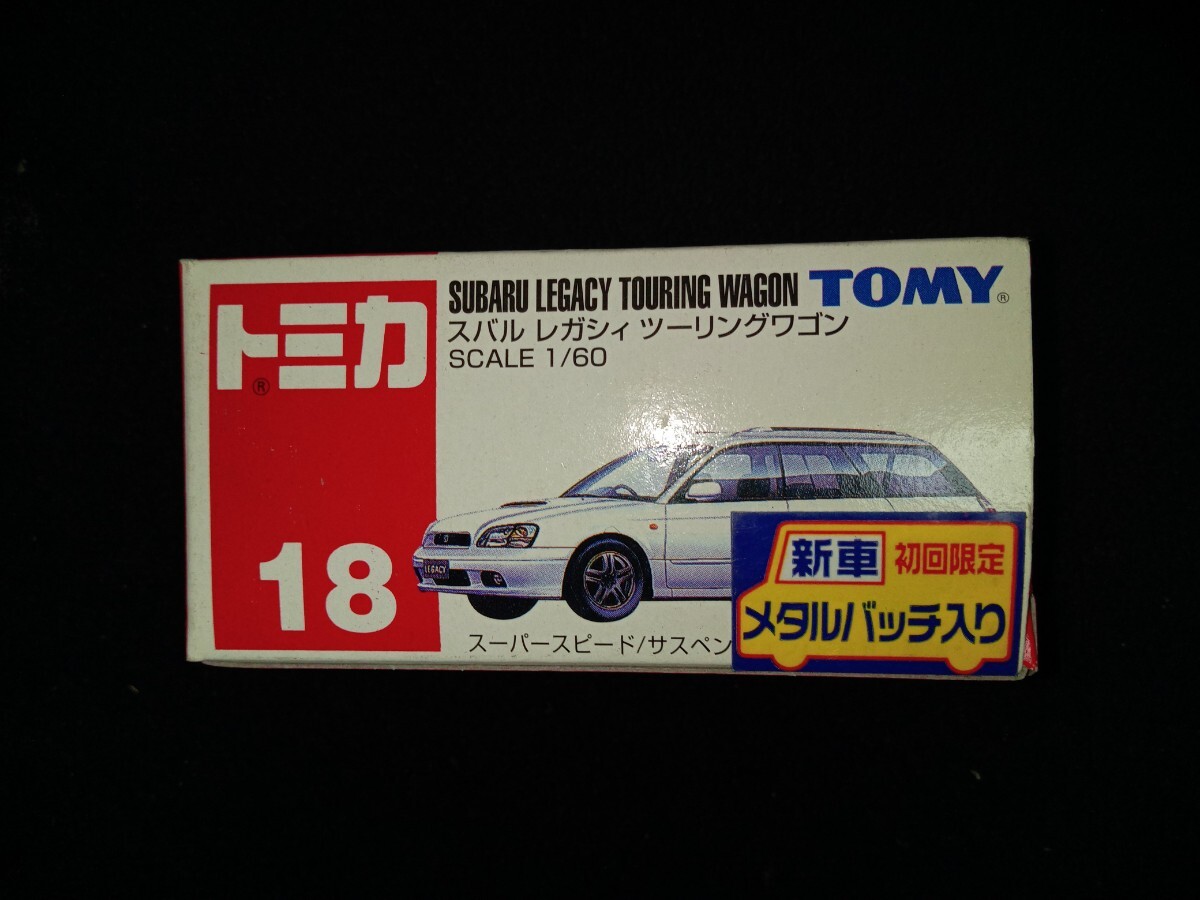 トミカ®
18
SUBARU LEGACY TOURING WAGON
TOMY®
スバル レガシィ ツーリングワゴン
SCALE 1/60
LEGACY
スーパースピード/サスペン
新車 初回限定
メタルバッチ入り